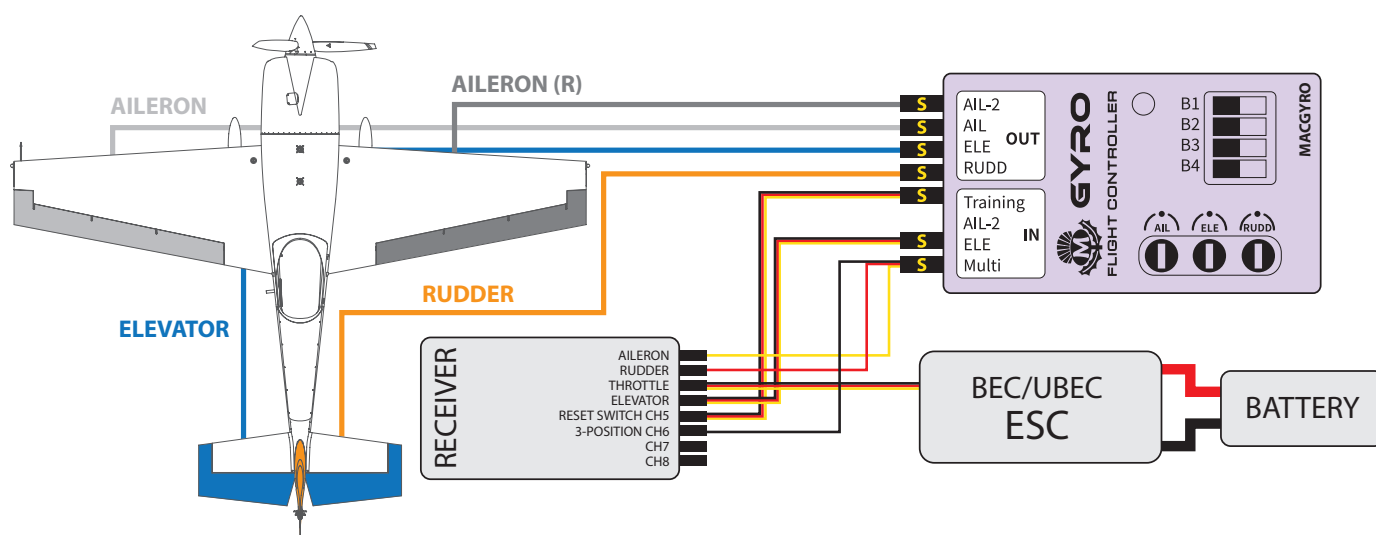 AILERON (R)
AILERON
ELEVATOR
RUDDER
S
S
S
S
S
S
S
AIL-2
AIL
ELE
RUDD
OUT
Training
AIL-2
ELE
Multi
IN
M
GYRO
FLIGHT CONTROLLER
B1
B2
B3
B4
MACGYRO
AIL
ELE
RUDD
RECEIVER
AILERON
RUDDER
THROTTLE
ELEVATOR
RESET SWITCH CH5
3-POSITION CH6
CH7
CH8
BEC/UBEC
ESC
BATTERY